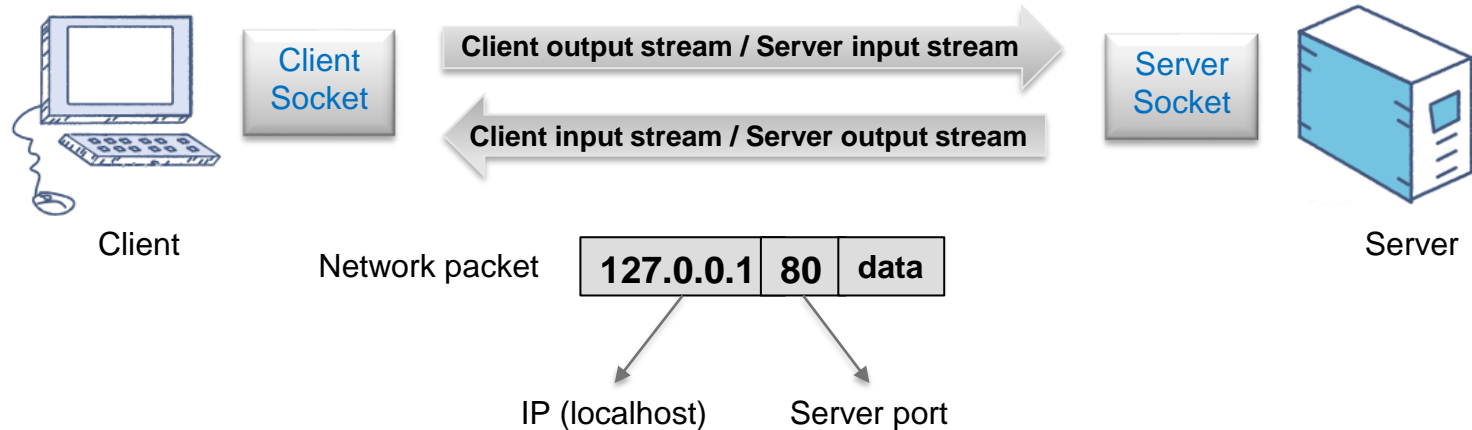 Client output stream / Server input stream
Client
Socket
Server
Socket
Client input stream / Server output stream
Client
Server
Network packet
127.0.0.1 80 data
IP (localhost)
Server port